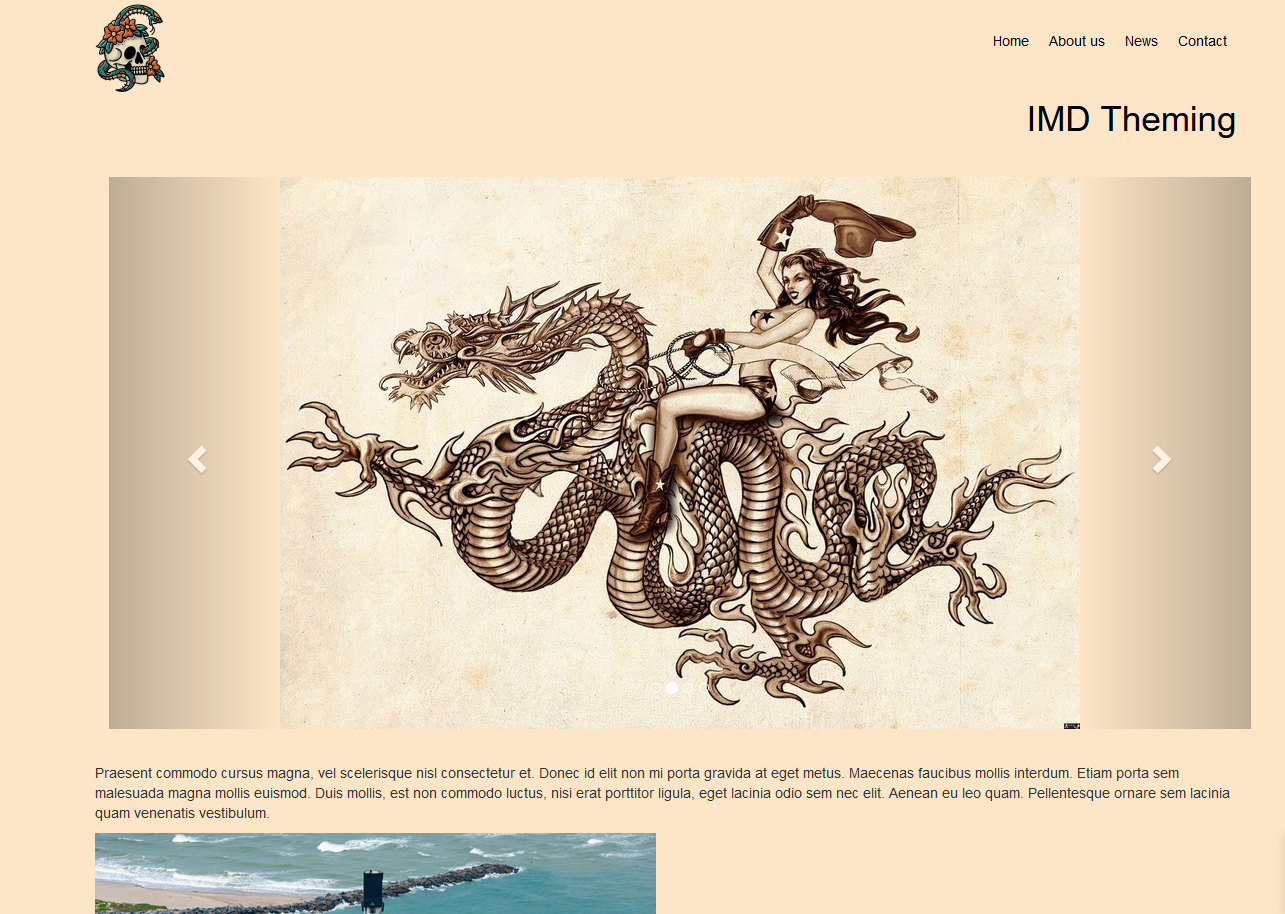 Home About us News Contact
IMD Theming
Praesent commodo cursus magna, vel scelerisque nisl consectetur et. Donec id elit non mi porta gravida at eget metus. Maecenas faucibus mollis interdum. Etiam porta sem
malesuada magna mollis euismod. Duis mollis, est non commodo luctus, nisi erat porttitor ligula, eget lacinia odio sem nec elit. Aenean eu leo quam. Pellentesque ornare sem lacinia
quam venenatis vestibulum.